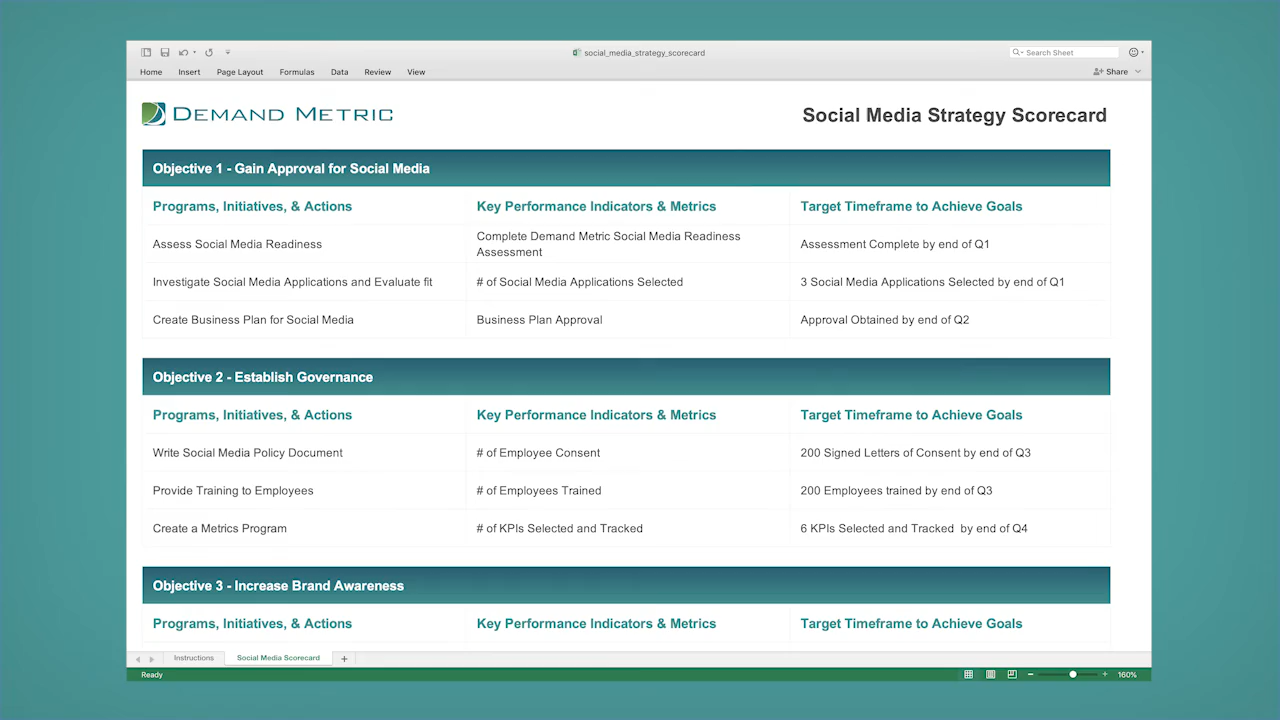 social_media_strategy_scorecard
Search Sheet
Home Insert Page Layout Formulas Data Review View
Share
DEMAND METRIC
Social Media Strategy Scorecard
Objective 1 - Gain Approval for Social Media
Programs, Initiatives, & Actions Key Performance Indicators & Metrics Target Timeframe to Achieve Goals
Assess Social Media Readiness Complete Demand Metric Social Media Readiness Assessment Assessment Complete by end of Q1
Investigate Social Media Applications and Evaluate fit # of Social Media Applications Selected 3 Social Media Applications Selected by end of Q1
Create Business Plan for Social Media Business Plan Approval Approval Obtained by end of Q2
Objective 2 - Establish Governance
Programs, Initiatives, & Actions Key Performance Indicators & Metrics Target Timeframe to Achieve Goals
Write Social Media Policy Document # of Employee Consent 200 Signed Letters of Consent by end of Q3
Provide Training to Employees # of Employees Trained 200 Employees trained by end of Q3
Create a Metrics Program # of KPIs Selected and Tracked 6 KPIs Selected and Tracked  by end of Q4
Objective 3 - Increase Brand Awareness
Programs, Initiatives, & Actions Key Performance Indicators & Metrics Target Timeframe to Achieve Goals
Instructions Social Media Scorecard
Ready 160%